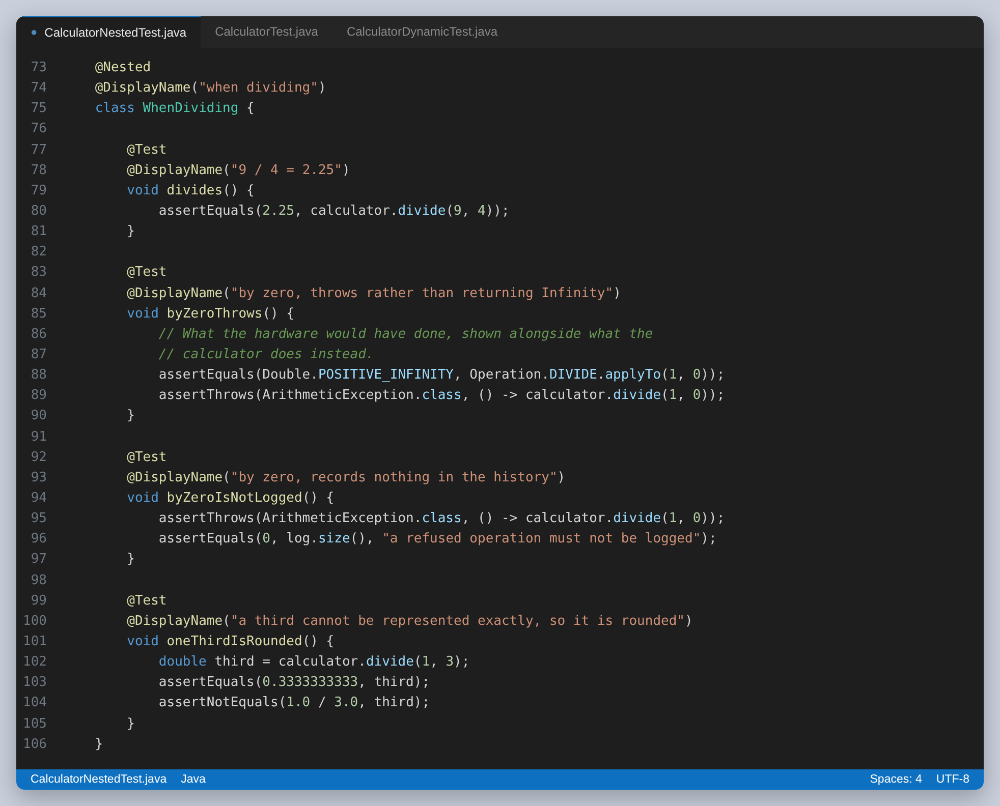 CalculatorNestedTest.java CalculatorTest.java CalculatorDynamicTest.java
73     @Nested
74     @DisplayName("when dividing")
75     class WhenDividing {
76
77         @Test
78         @DisplayName("9 / 4 = 2.25")
79         void divides() {
80             assertEquals(2.25, calculator.divide(9, 4));
81         }
82
83         @Test
84         @DisplayName("by zero, throws rather than returning Infinity")
85         void byZeroThrows() {
86             // What the hardware would have done, shown alongside what the
87             // calculator does instead.
88             assertEquals(Double.POSITIVE_INFINITY, Operation.DIVIDE.applyTo(1, 0));
89             assertThrows(ArithmeticException.class, () -> calculator.divide(1, 0));
90         }
91
92         @Test
93         @DisplayName("by zero, records nothing in the history")
94         void byZeroIsNotLogged() {
95             assertThrows(ArithmeticException.class, () -> calculator.divide(1, 0));
96             assertEquals(0, log.size(), "a refused operation must not be logged");
97         }
98
99         @Test
100         @DisplayName("a third cannot be represented exactly, so it is rounded")
101         void oneThirdIsRounded() {
102             double third = calculator.divide(1, 3);
103             assertEquals(0.3333333333, third);
104             assertNotEquals(1.0 / 3.0, third);
105         }
106     }
CalculatorNestedTest.java Java Spaces: 4 UTF-8